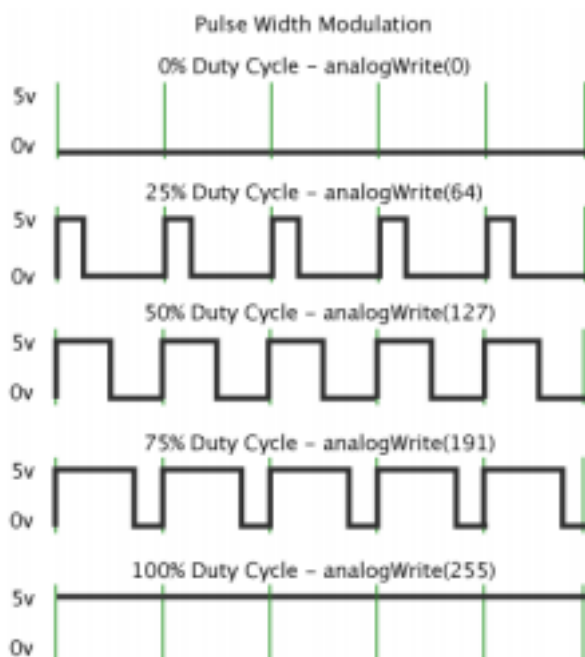 Pulse Width Modulation
0% Duty Cycle – analogWrite(0)
5v
0v
25% Duty Cycle – analogWrite(64)
5v
0v
50% Duty Cycle – analogWrite(127)
5v
0v
75% Duty Cycle – analogWrite(191)
5v
0v
100% Duty Cycle – analogWrite(255)
5v
0v